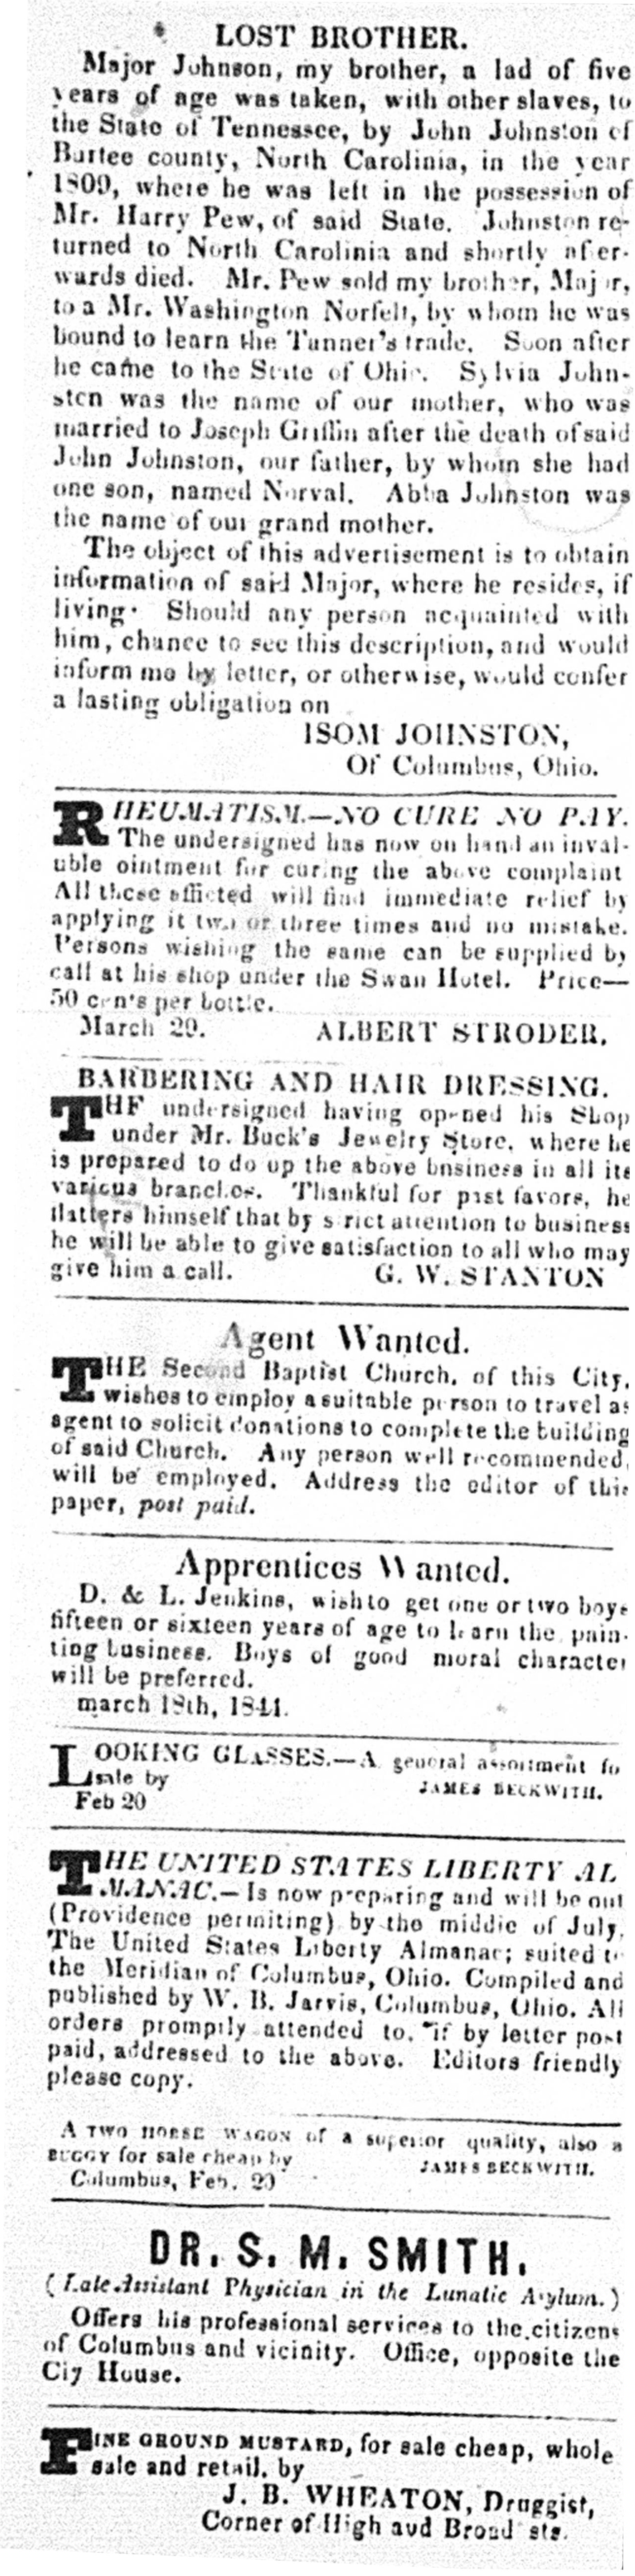 LOST BROTHER.
Major Johnson, my brother, a lad of five
years of age was taken, with other slaves, to
the State of Tennessee, by John Johnston of
Bartee county, North Carolinia, in the year
1809, where he was left in the possession of
Mr. Harry Pew, of said State. Johnston re-
turned to North Carolinia and shortly after-
wards died. Mr. Pew sold my brother, Major,
to a Mr. Washington Norfelt, by whom he was
bound to learn the Tanner's trade. Soon after
he came to the State of Ohio. Sylvia John-
ston was the name of our mother, who was
married to Joseph Griffin after the death of said
John Johnston, our father, by whom she had
one son, named Norval. Abba Johnston was
the name of our grand mother.
The object of this advertisement is to obtain
information of said Major, where he resides, if
living. Should any person acquainted with
him, chance to see this description, and would
inform me by letter, or otherwise, would confer
a lasting obligation on
ISOM JOHNSTON,
Of Columbus, Ohio.
RHEUMATISM.—NO CURE NO PAY.
The undersigned has now on hand an inval-
uble ointment for curing the above complaint
All those afflicted will find immediate relief by
applying it two or three times and no mistake.
Persons wishing the same can be supplied by
call at his shop under the Swan Hotel. Price—
50 cents per bottle.
March 29. ALBERT STRODER.
BARBERING AND HAIR DRESSING.
THE undersigned having opened his Shop
under Mr. Buck's Jewelry Store, where he
is prepared to do up the above bnsiness in all its
various branches. Thankful for past favors, he
flatters himself that by strict attention to business
he will be able to give satisfaction to all who may
give him a call. G. W. STANTON
Agent Wanted.
THE Second Baptist Church, of this City,
wishes to employ a suitable person to travel as
agent to solicit donations to complete the building
of said Church. Any person well recommended,
will be employed. Address the editor of this
paper, post paid.
Apprentices Wanted.
D. & L. Jenkins, wish to get one or two boys
fifteen or sixteen years of age to learn the pain-
ting business. Boys of good moral character
will be preferred.
march 18th, 1844.
LOOKING GLASSES.—A general assortment fo
sale by JAMES BECKWITH.
Feb 20
THE UNITED STATES LIBERTY AL
MANAC.—Is now preparing and will be out
(Providence permiting) by the middle of July,
The United States Liberty Almanac; suited to
the Meridian of Columbus, Ohio. Compiled and
published by W. B. Jarvis, Columbus, Ohio. All
orders promptly attended to, if by letter post
paid, addressed to the above. Editors friendly
please copy.
A TWO HORSE WAGON of a superior quality, also a
BUGGY for sale cheap by JAMES BECKWITH.
Columbus, Feb. 20
DR. S. M. SMITH.
(Late Assistant Physician in the Lunatic Asylum.)
Offers his professional services to the citizens
of Columbus and vicinity. Office, opposite the
City House.
FINE GROUND MUSTARD, for sale cheap, whole
sale and retail, by
J. B. WHEATON, Druggist,
Corner of High and Broad sts.